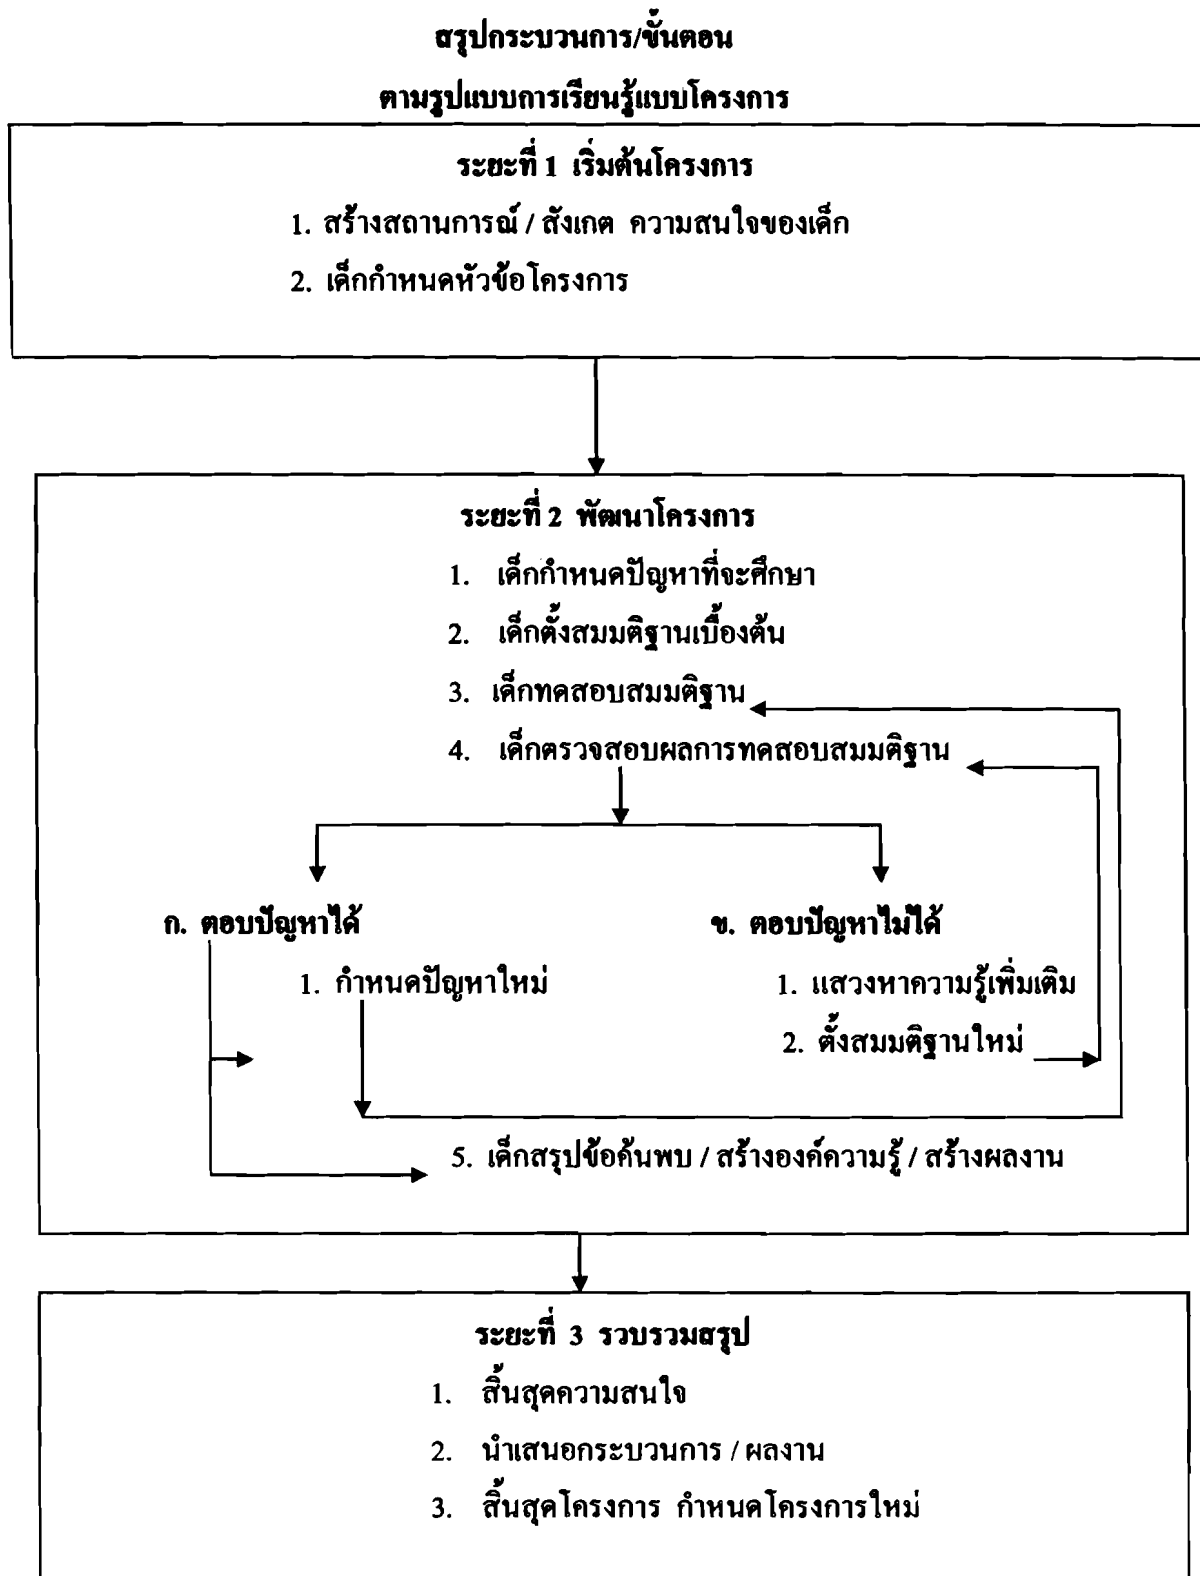 สรุปกระบวนการ/ขั้นตอน
ตามรูปแบบการเรียนรู้แบบโครงการ
ระยะที่ 1 เริ่มต้นโครงการ
1. สร้างสถานการณ์ / สังเกต ความสนใจของเด็ก
2. เด็กกำหนดหัวข้อโครงการ
ระยะที่ 2 พัฒนาโครงการ
1. เด็กกำหนดปัญหาที่จะศึกษา
2. เด็กตั้งสมมติฐานเบื้องต้น
3. เด็กทดสอบสมมติฐาน
4. เด็กตรวจสอบผลการทดสอบสมมติฐาน
ก. ตอบปัญหาได้
ข. ตอบปัญหาไม่ได้
1. กำหนดปัญหาใหม่
1. แสวงหาความรู้เพิ่มเติม
2. ตั้งสมมติฐานใหม่
5. เด็กสรุปข้อค้นพบ / สร้างองค์ความรู้ / สร้างผลงาน
ระยะที่ 3 รวบรวมสรุป
1. สิ้นสุดความสนใจ
2. นำเสนอกระบวนการ / ผลงาน
3. สิ้นสุดโครงการ กำหนดโครงการใหม่